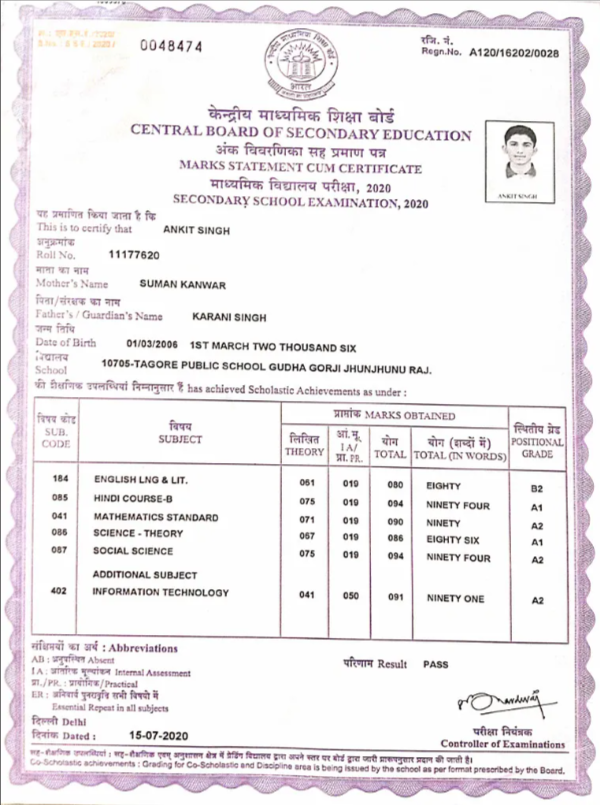 0048474
रजि. नं.
Regn.No. A120/16202/0028
भारत
केन्द्रीय माध्यमिक शिक्षा बोर्ड
CENTRAL BOARD OF SECONDARY EDUCATION
अंक विवरणिका सह प्रमाण पत्र
MARKS STATEMENT CUM CERTIFICATE
माध्यमिक विद्यालय परीक्षा, 2020
SECONDARY SCHOOL EXAMINATION, 2020
ANKIT SINGH
यह प्रमाणित किया जाता है कि
This is to certify that ANKIT SINGH
अनुक्रमांक
Roll No. 11177620
माता का नाम
Mother's Name SUMAN KANWAR
पिता/संरक्षक का नाम
Father's / Guardian's Name KARANI SINGH
जन्म तिथि
Date of Birth 01/03/2006 1ST MARCH TWO THOUSAND SIX
विद्यालय
School 10705-TAGORE PUBLIC SCHOOL GUDHA GORJI JHUNJHUNU RAJ.
की शैक्षणिक उपलब्धियां निम्नानुसार हैं has achieved Scholastic Achievements as under :
विषय कोड SUB. CODE
विषय SUBJECT
प्राप्तांक MARKS OBTAINED
लिखित THEORY
आं. मू. I A/ प्रा. PR.
योग TOTAL
योग (शब्दों में) TOTAL (IN WORDS)
स्थितीय ग्रेड POSITIONAL GRADE
184 ENGLISH LNG & LIT. 061 019 080 EIGHTY B2
085 HINDI COURSE-B 075 019 094 NINETY FOUR A1
041 MATHEMATICS STANDARD 071 019 090 NINETY A2
086 SCIENCE - THEORY 067 019 086 EIGHTY SIX A1
087 SOCIAL SCIENCE 075 019 094 NINETY FOUR A2
ADDITIONAL SUBJECT
402 INFORMATION TECHNOLOGY 041 050 091 NINETY ONE A2
संक्षिप्तयों का अर्थ : Abbreviations
AB : अनुपस्थित Absent
I A : आंतरिक मूल्यांकन Internal Assessment
प्रा./PR. : प्रायोगिक/Practical
ER : अनिवार्य पुनरावृत्ति सभी विषयो में
Essential Repeat in all subjects
परिणाम Result PASS
दिल्ली Delhi
दिनांक Dated : 15-07-2020
परीक्षा नियंत्रक
Controller of Examinations
सह-शैक्षणिक उपलब्धियां : सह-शैक्षणिक एवम् अनुशासन क्षेत्र में ग्रेडिंग विद्यालय द्वारा अपने स्तर पर बोर्ड द्वारा जारी प्रारूपनुसार प्रदान की जाती है।
Co-Scholastic achievements : Grading for Co-Scholastic and Discipline area is being issued by the school as per format prescribed by the Board.